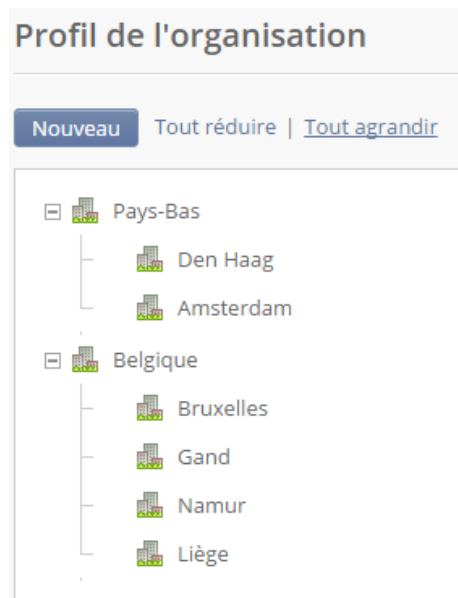 Profil de l'organisation
Nouveau Tout réduire | Tout agrandir
Pays-Bas
Den Haag
Amsterdam
Belgique
Bruxelles
Gand
Namur
Liège